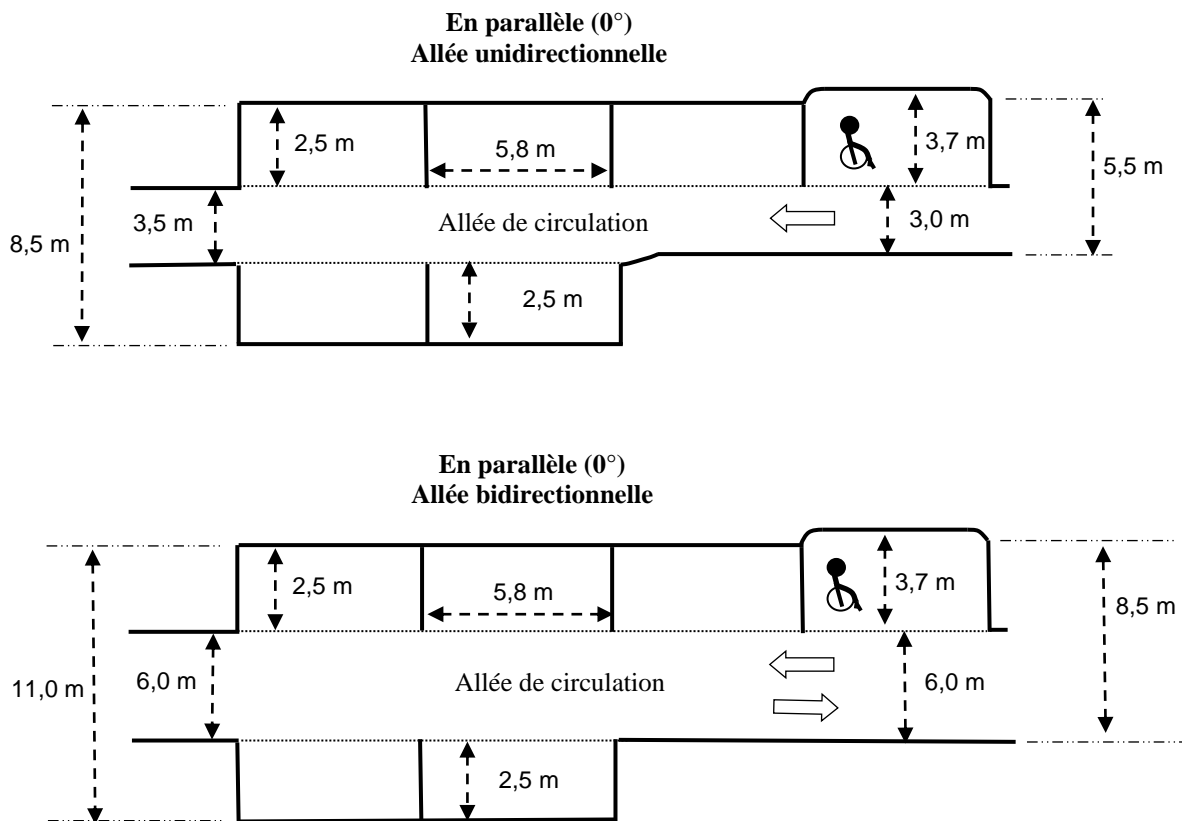 En parallèle (0°)
Allée unidirectionnelle
2,5 m
5,8 m
3,7 m
5,5 m
3,5 m
Allée de circulation
3,0 m
8,5 m
2,5 m
En parallèle (0°)
Allée bidirectionnelle
2,5 m
5,8 m
3,7 m
8,5 m
11,0 m
6,0 m
Allée de circulation
6,0 m
2,5 m